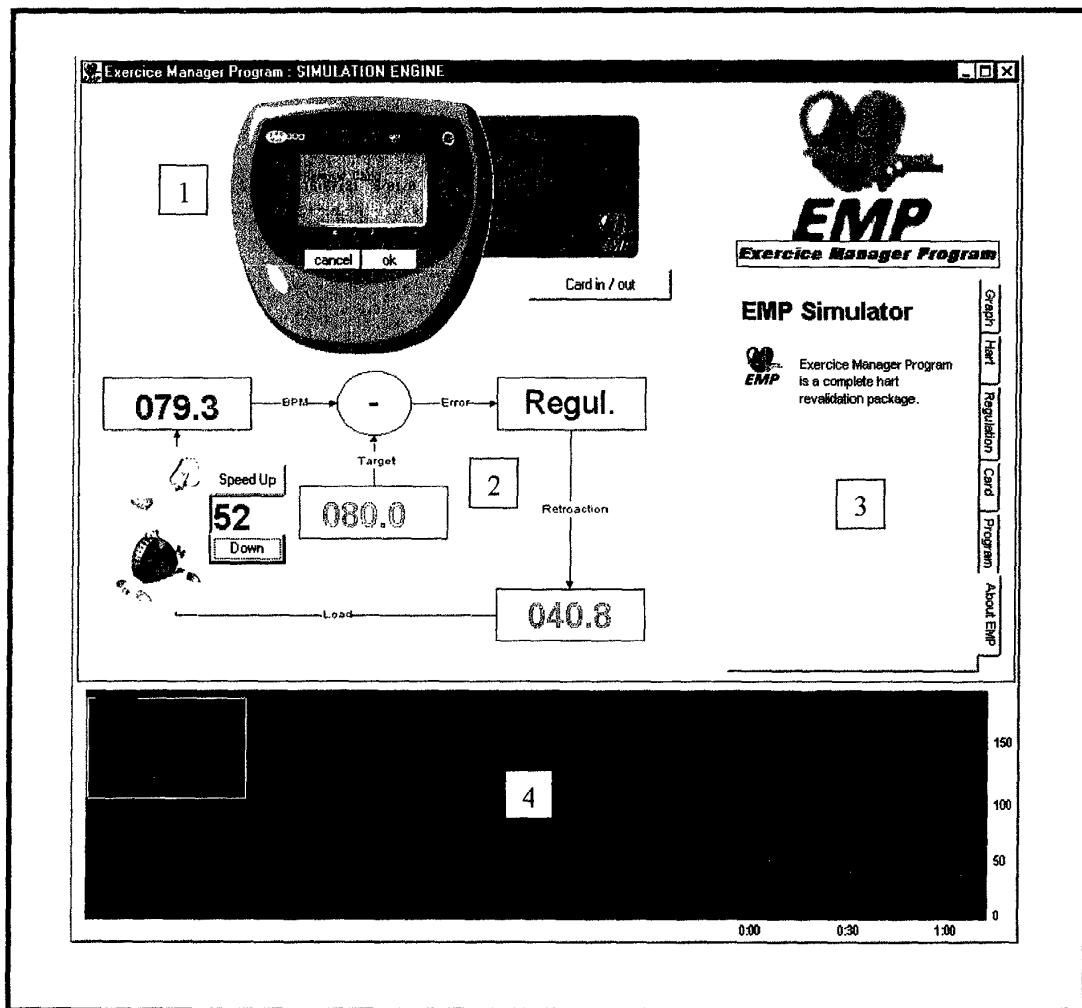 Exercice Manager Program : SIMULATION ENGINE
1
cancel
ok
Card in / out
EMP
Exercice Manager Program
EMP Simulator
EMP
Exercice Manager Program
is a complete hart
revalidation package.
Graph
Hart
Regulation
Card
Program
About EMP
3
079.3
BPM
-
Error
Regul.
Target
Speed Up
52
Down
080.0
2
Retroaction
Load
040.8
4
150
100
50
0
0:00
0:30
1:00